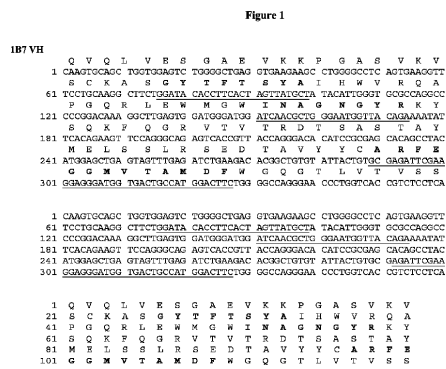 Figure 1
1B7 VH
Q V Q L V E S G A E V K K P G A S V K V
1 CAAGTGCAGC TGGTGGAGTC TGGGGCTGAG GTGAAGAAGC CTGGGGCCTC AGTGAAGGTT
S C K A S G Y T F T S Y A I H W V R Q A
61 TCCTGCAAGG CTTCTGGATA CACCTTCACT AGTTATGCTA TACATTGGGT GCGCCAGGCC
P G Q R L E W M G W I N A G N G Y R K Y
121 CCCGGACAAA GGCTTGAGTG GATGGGATGG ATCAACGCTG GGAATGGTTA CAGAAAATAT
S Q K F Q G R V T V T R D T S A S T A Y
181 TCACAGAAGT TCCAGGGCAG AGTCACCGTT ACCAGGGACA CATCCGCGAG CACAGCCTAC
M E L S S L R S E D T A V Y Y C A R F E
241 ATGGAGCTGA GTAGTTTGAG ATCTGAAGAC ACGGCTGTGT ATTACTGTGC GAGATTCGAA
G G M V T A M D F W G Q G T L V T V S S
301 GGAGGGATGG TGACTGCCAT GGACTTCTGG GGCCAGGGAA CCCTGGTCAC CGTCTCCTCA
1 CAAGTGCAGC TGGTGGAGTC TGGGGCTGAG GTGAAGAAGC CTGGGGCCTC AGTGAAGGTT
61 TCCTGCAAGG CTTCTGGATA CACCTTCACT AGTTATGCTA TACATTGGGT GCGCCAGGCC
121 CCCGGACAAA GGCTTGAGTG GATGGGATGG ATCAACGCTG GGAATGGTTA CAGAAAATAT
181 TCACAGAAGT TCCAGGGCAG AGTCACCGTT ACCAGGGACA CATCCGCGAG CACAGCCTAC
241 ATGGAGCTGA GTAGTTTGAG ATCTGAAGAC ACGGCTGTGT ATTACTGTGC GAGATTCGAA
301 GGAGGGATGG TGACTGCCAT GGACTTCTGG GGCCAGGGAA CCCTGGTCAC CGTCTCCTCA
1 Q V Q L V E S G A E V K K P G A S V K V
21 S C K A S G Y T F T S Y A I H W V R Q A
41 P G Q R L E W M G W I N A G N G Y R K Y
61 S Q K F Q G R V T V T R D T S A S T A Y
81 M E L S S L R S E D T A V Y Y C A R F E
101 G G M V T A M D F W G Q G T L V T V S S